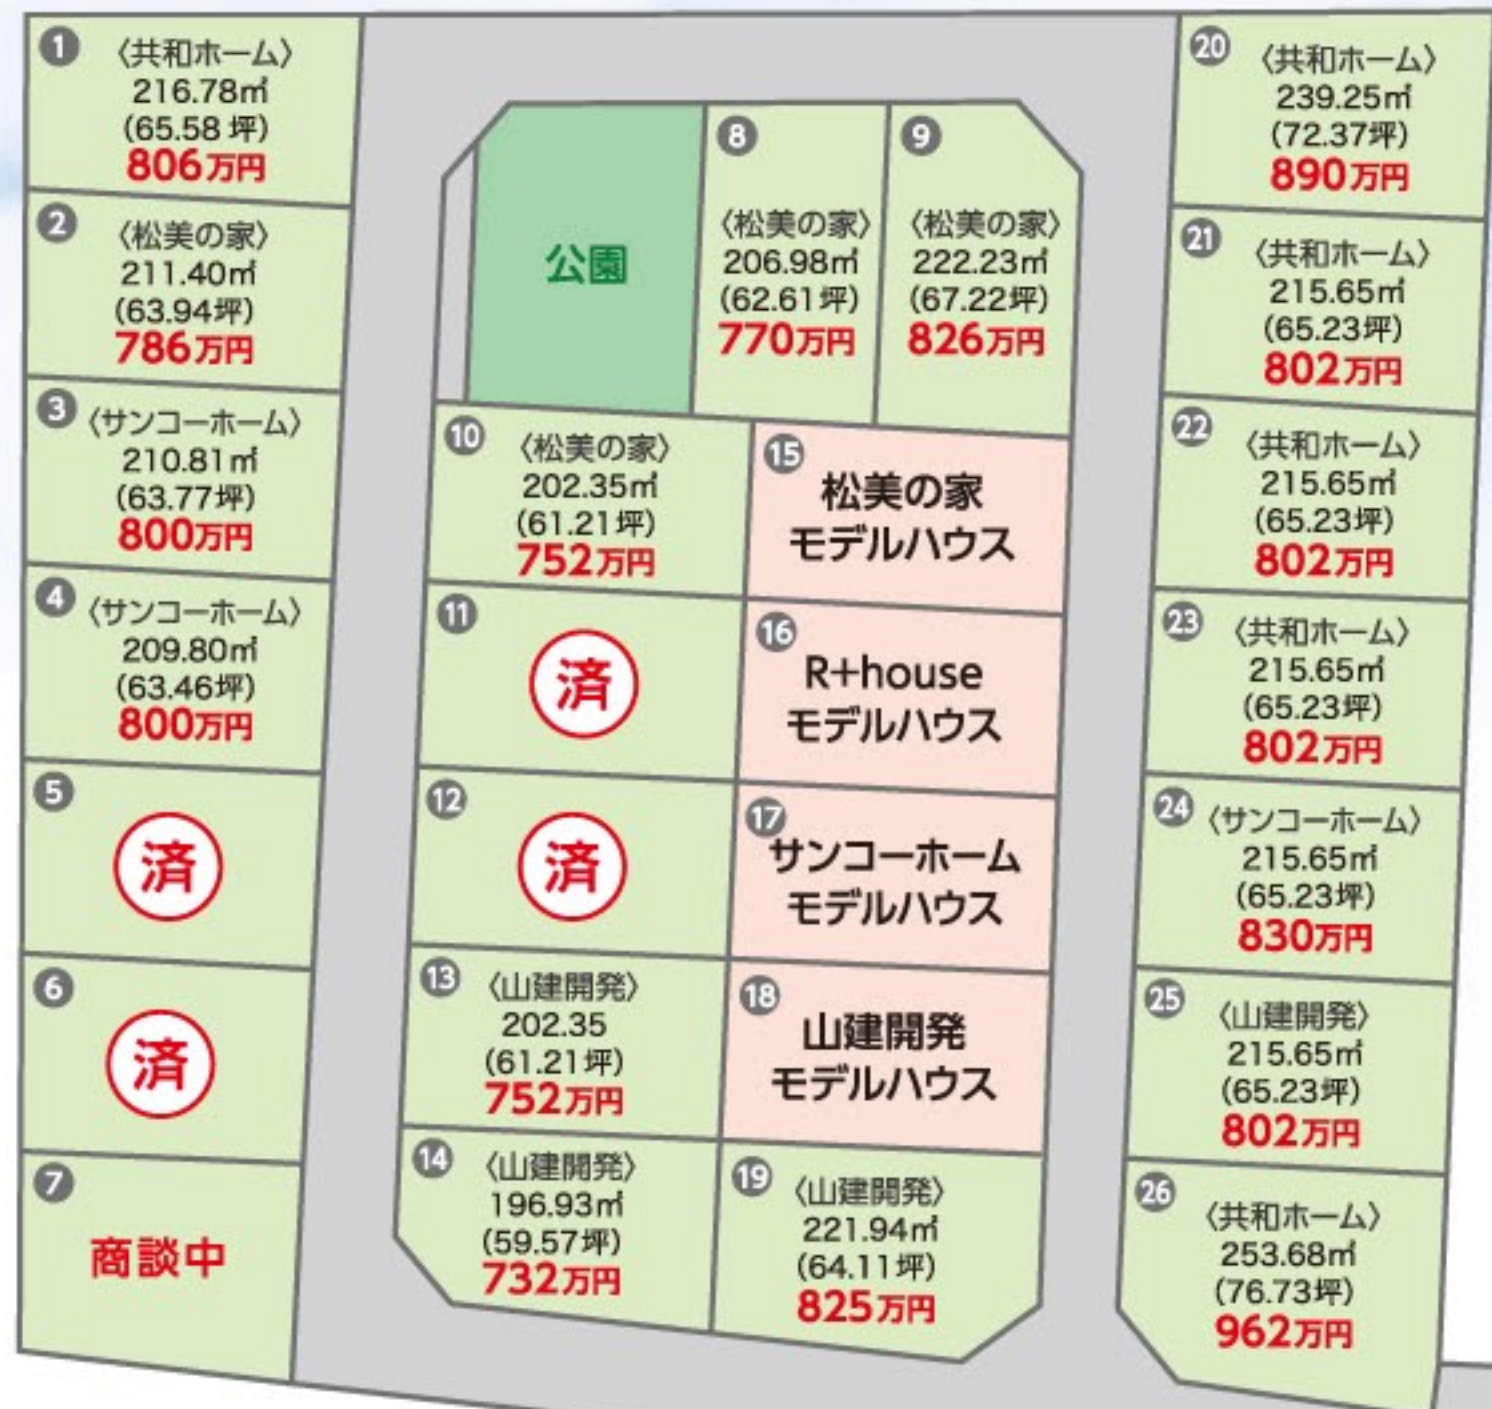 1
〈共和ホーム〉
216.78㎡
(65.58 坪)
806万円
2
〈松美の家〉
211.40㎡
(63.94坪)
786万円
3
〈サンコーホーム〉
210.81㎡
(63.77坪)
800万円
4
〈サンコーホーム〉
209.80㎡
(63.46坪)
800万円
5
済
6
済
7
商談中
公園
8
〈松美の家〉
206.98㎡
(62.61坪)
770万円
9
〈松美の家〉
222.23㎡
(67.22坪)
826万円
10
〈松美の家〉
202.35㎡
(61.21坪)
752万円
11
済
12
済
13
〈山建開発〉
202.35
(61.21坪)
752万円
14
〈山建開発〉
196.93㎡
(59.57坪)
732万円
15
松美の家
モデルハウス
16
R+house
モデルハウス
17
サンコーホーム
モデルハウス
18
山建開発
モデルハウス
19
〈山建開発〉
221.94㎡
(64.11坪)
825万円
20
〈共和ホーム〉
239.25㎡
(72.37坪)
890万円
21
〈共和ホーム〉
215.65㎡
(65.23坪)
802万円
22
〈共和ホーム〉
215.65㎡
(65.23坪)
802万円
23
〈共和ホーム〉
215.65㎡
(65.23坪)
802万円
24
〈サンコーホーム〉
215.65㎡
(65.23坪)
830万円
25
〈山建開発〉
215.65㎡
(65.23坪)
802万円
26
〈共和ホーム〉
253.68㎡
(76.73坪)
962万円